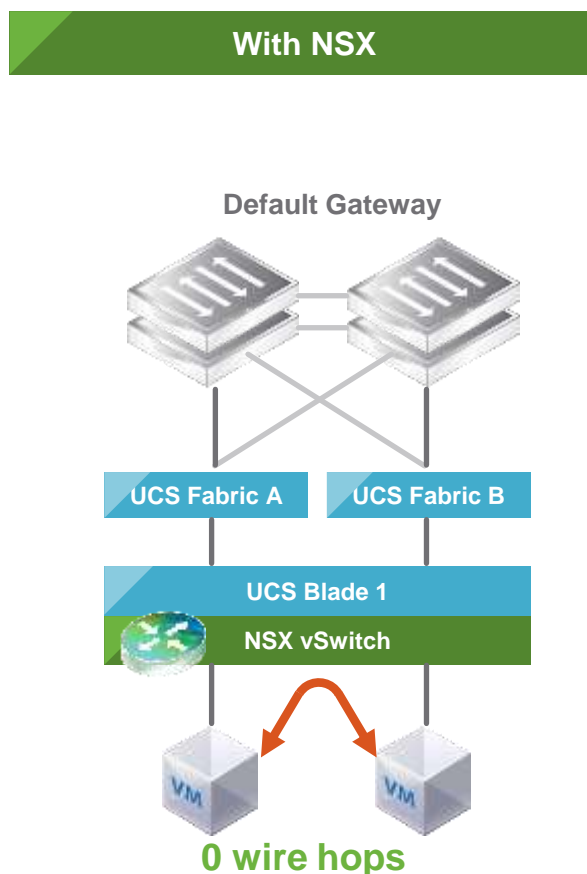 With NSX
Default Gateway
UCS Fabric A
UCS Fabric B
UCS Blade 1
NSX vSwitch
VM
VM
0 wire hops